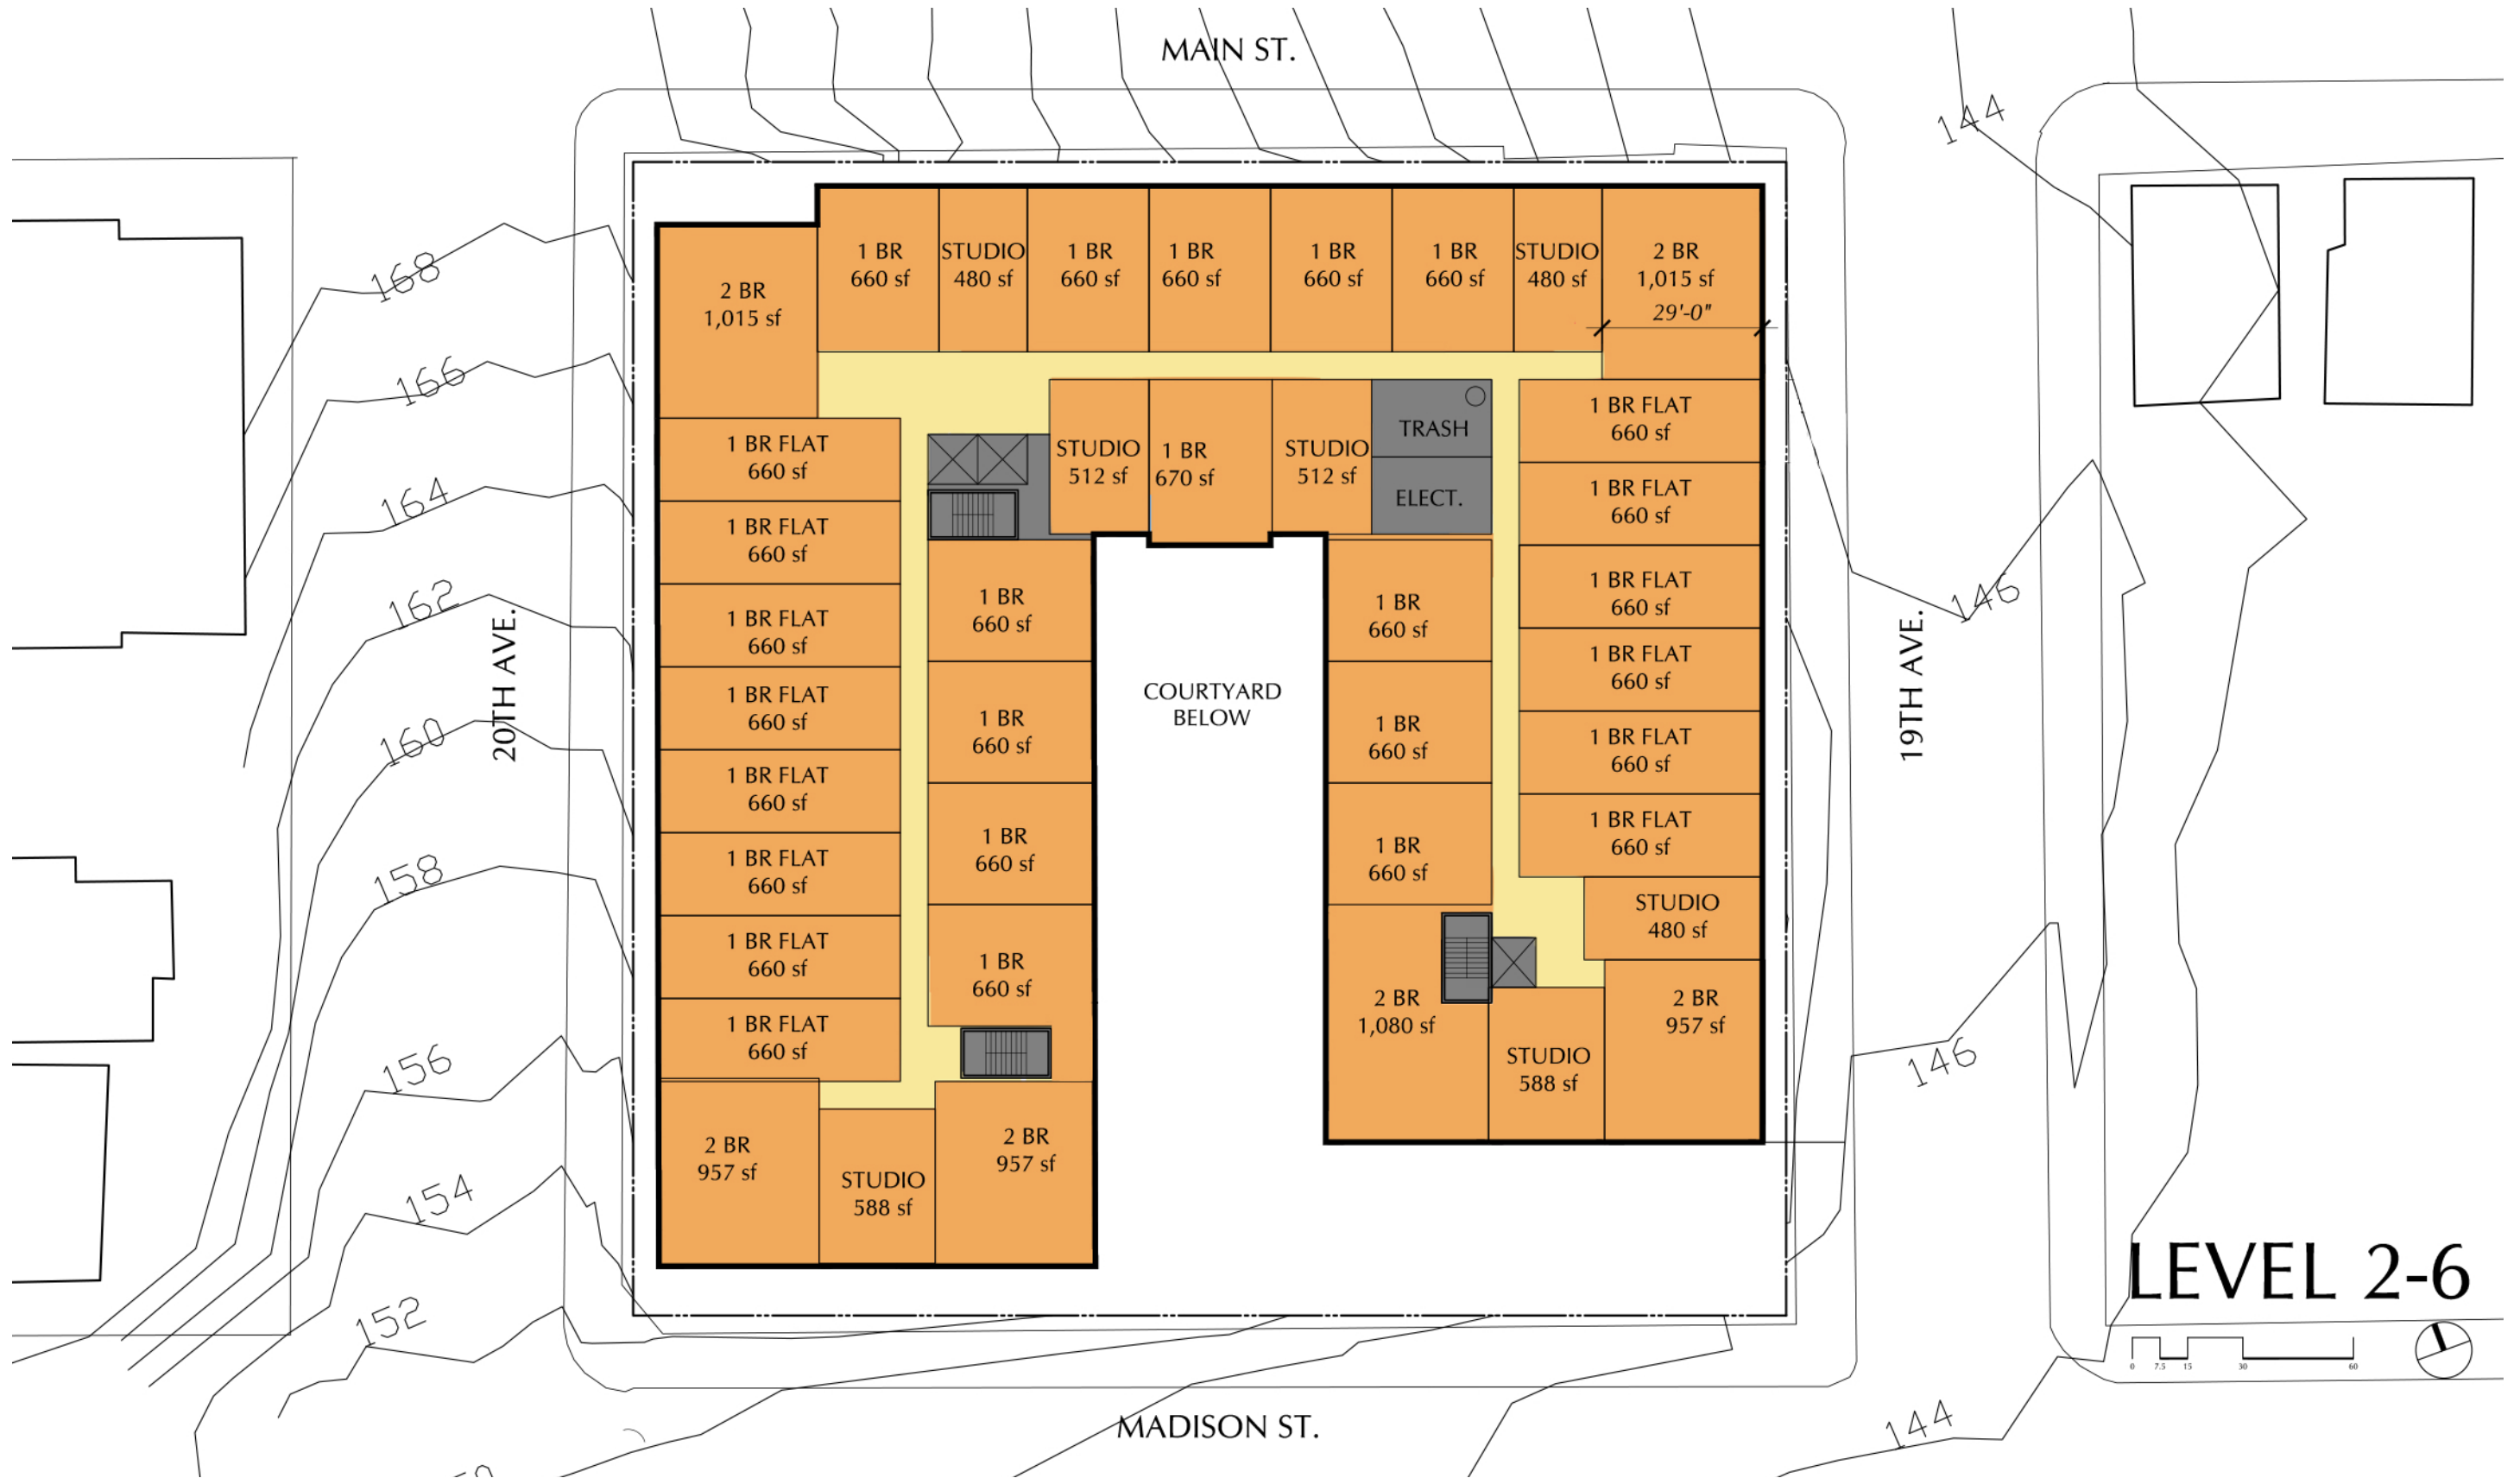 MAIN ST.
144
168
166
164
162
160
158
156
154
152
20TH AVE.
2 BR
1,015 sf
1 BR
660 sf
STUDIO
480 sf
1 BR
660 sf
1 BR
660 sf
1 BR
660 sf
1 BR
660 sf
STUDIO
480 sf
2 BR
1,015 sf
29'-0"
1 BR FLAT
660 sf
1 BR FLAT
660 sf
1 BR FLAT
660 sf
1 BR FLAT
660 sf
1 BR FLAT
660 sf
1 BR FLAT
660 sf
1 BR FLAT
660 sf
1 BR FLAT
660 sf
2 BR
957 sf
STUDIO
588 sf
2 BR
957 sf
1 BR
660 sf
1 BR
660 sf
1 BR
660 sf
1 BR
660 sf
STUDIO
512 sf
1 BR
670 sf
STUDIO
512 sf
TRASH
ELECT.
COURTYARD
BELOW
1 BR
660 sf
1 BR
660 sf
1 BR
660 sf
2 BR
1,080 sf
STUDIO
588 sf
1 BR FLAT
660 sf
1 BR FLAT
660 sf
1 BR FLAT
660 sf
1 BR FLAT
660 sf
1 BR FLAT
660 sf
1 BR FLAT
660 sf
STUDIO
480 sf
2 BR
957 sf
19TH AVE.
146
146
144
MADISON ST.
LEVEL 2-6
0 7.5 15 30 60